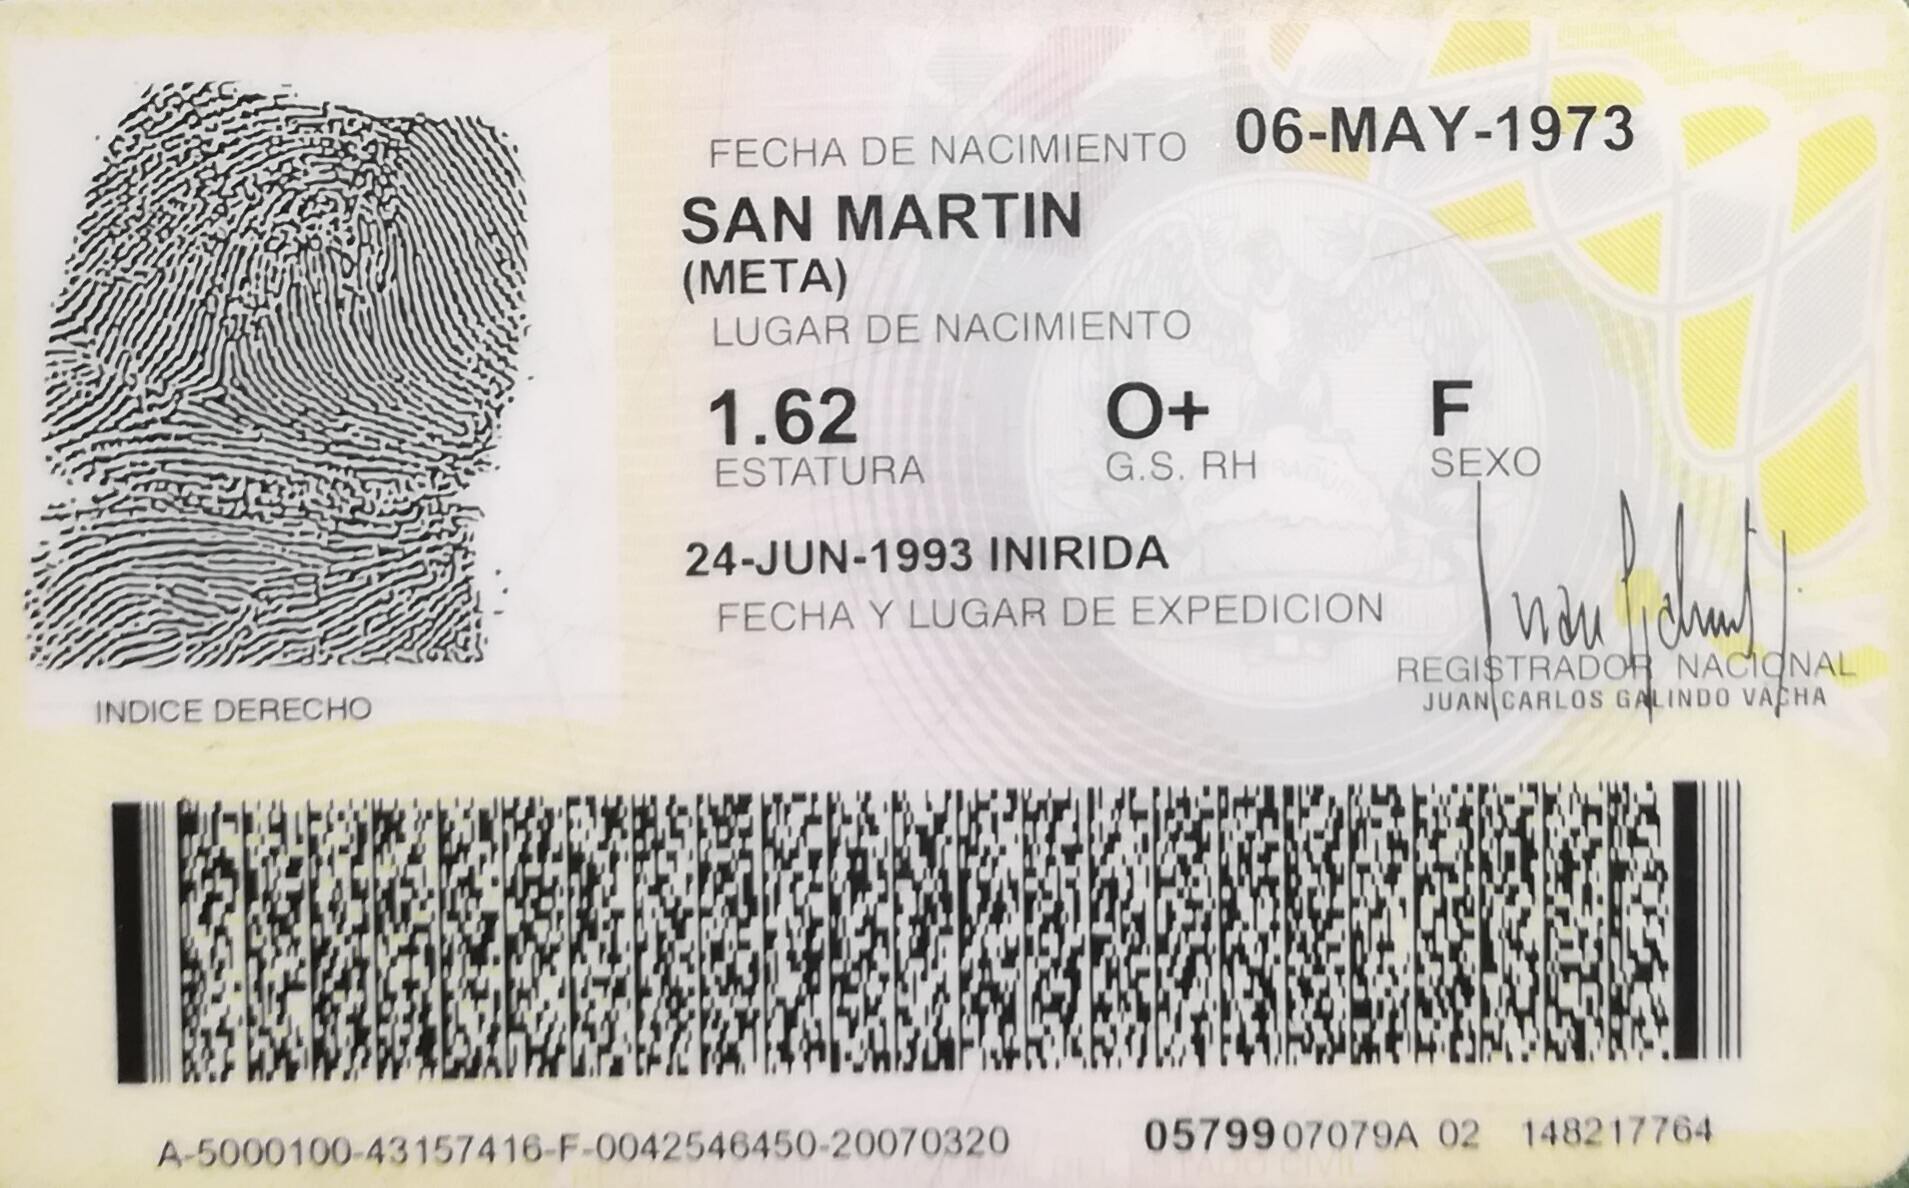 FECHA DE NACIMIENTO 06-MAY-1973
SAN MARTIN
(META)
LUGAR DE NACIMIENTO
1.62 O+ F
ESTATURA G.S. RH SEXO
24-JUN-1993 INIRIDA
FECHA Y LUGAR DE EXPEDICION
REGISTRADOR NACIONAL
JUAN CARLOS GALINDO VACHA
INDICE DERECHO
A-5000100-43157416-F-0042546450-20070320 0579907079A 02 148217764